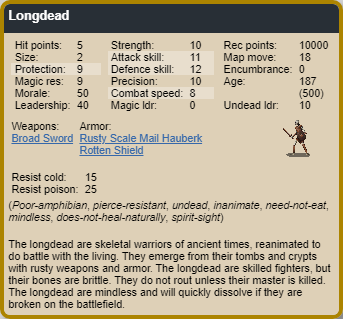 Longdead
Hit points: 5 Strength: 10 Rec points: 10000
Size: 2 Attack skill: 11 Map move: 18
Protection: 9 Defence skill: 12 Encumbrance: 0
Magic res: 9 Precision: 10 Age: 187
Morale: 50 Combat speed: 8 (500)
Leadership: 40 Magic ldr: 0 Undead ldr: 10
Weapons: Armor:
Broad Sword Rusty Scale Mail Hauberk
Rotten Shield
Resist cold: 15
Resist poison: 25
(Poor-amphibian, pierce-resistant, undead, inanimate, need-not-eat,
mindless, does-not-heal-naturally, spirit-sight)
The longdead are skeletal warriors of ancient times, reanimated to
do battle with the living. They emerge from their tombs and crypts
with rusty weapons and armor. The longdead are skilled fighters, but
their bones are brittle. They do not rout unless their master is killed.
The longdead are mindless and will quickly dissolve if they are
broken on the battlefield.